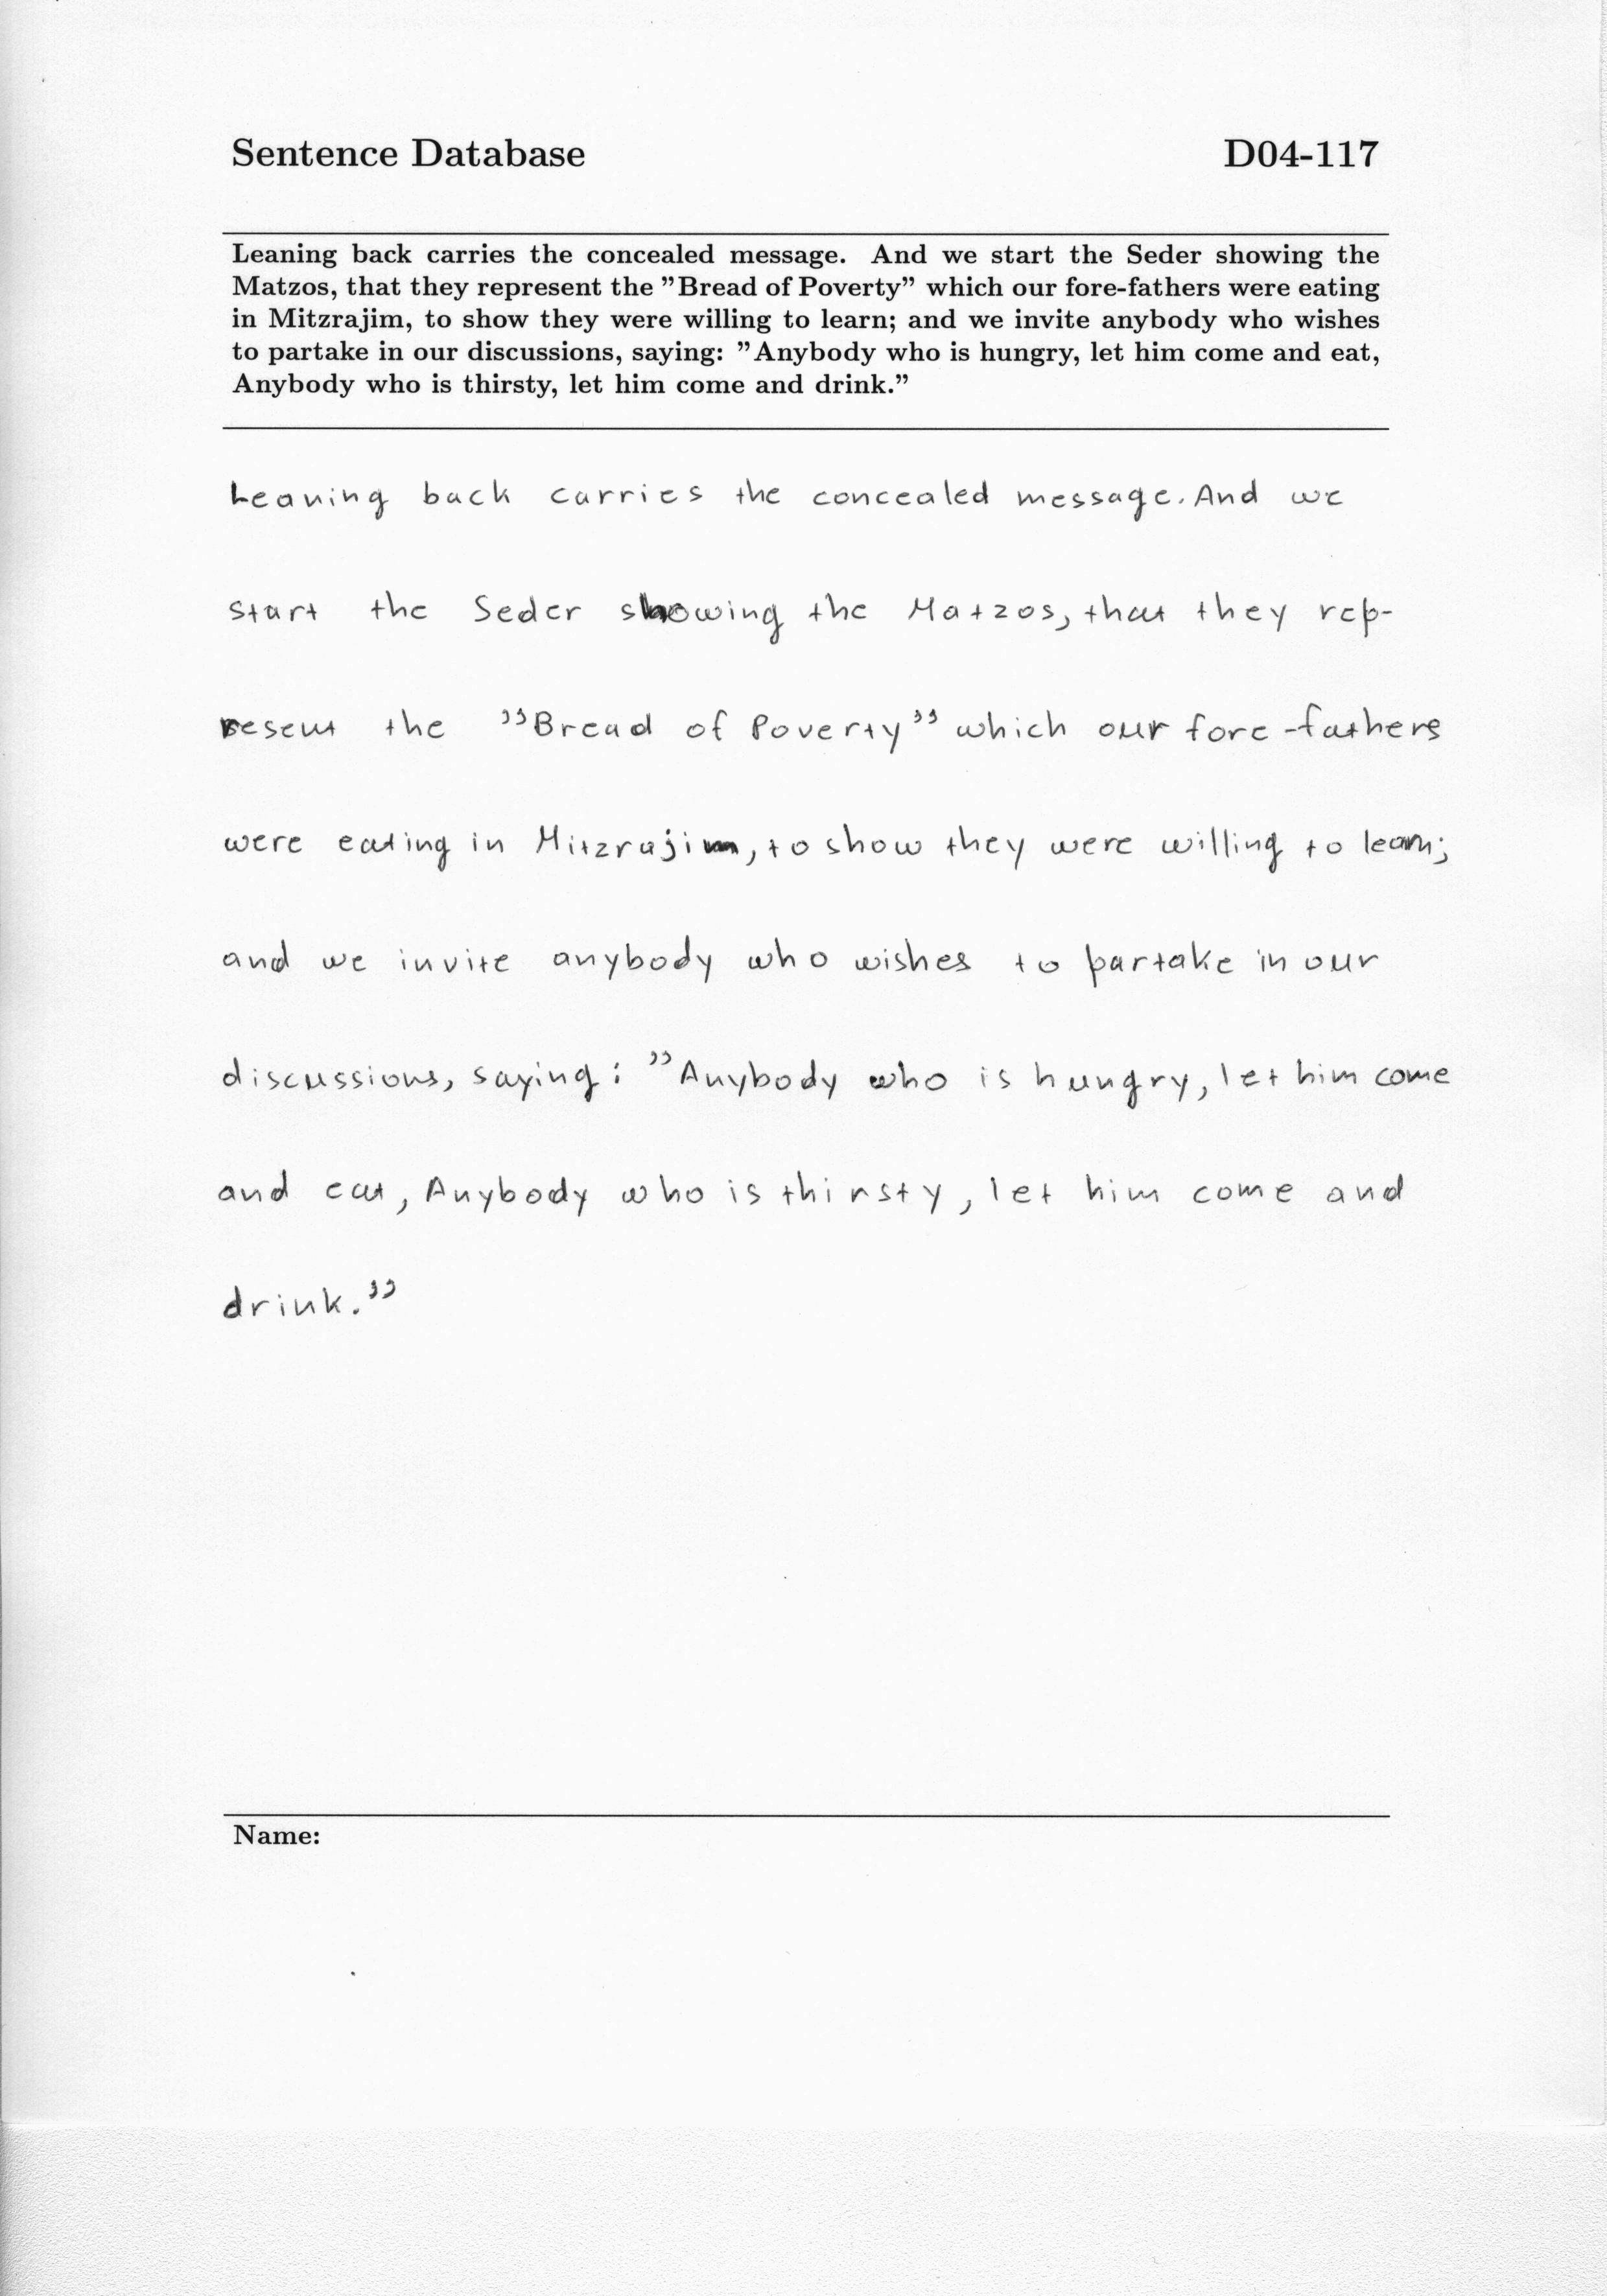 Sentence Database D04-117
Leaning back carries the concealed message. And we start the Seder showing the
Matzos, that they represent the ”Bread of Poverty” which our fore-fathers were eating
in Mitzrajim, to show they were willing to learn; and we invite anybody who wishes
to partake in our discussions, saying: ”Anybody who is hungry, let him come and eat,
Anybody who is thirsty, let him come and drink.”
Leaning back carries the concealed message. And we
start the Seder showing the Matzos, that they rep-
resent the ”Bread of Poverty” which our fore-fathers
were eating in Mitzrajim, to show they were willing to learn;
and we invite anybody who wishes to partake in our
discussions, saying: ”Anybody who is hungry, let him come
and eat, Anybody who is thirsty, let him come and
drink.”
Name: